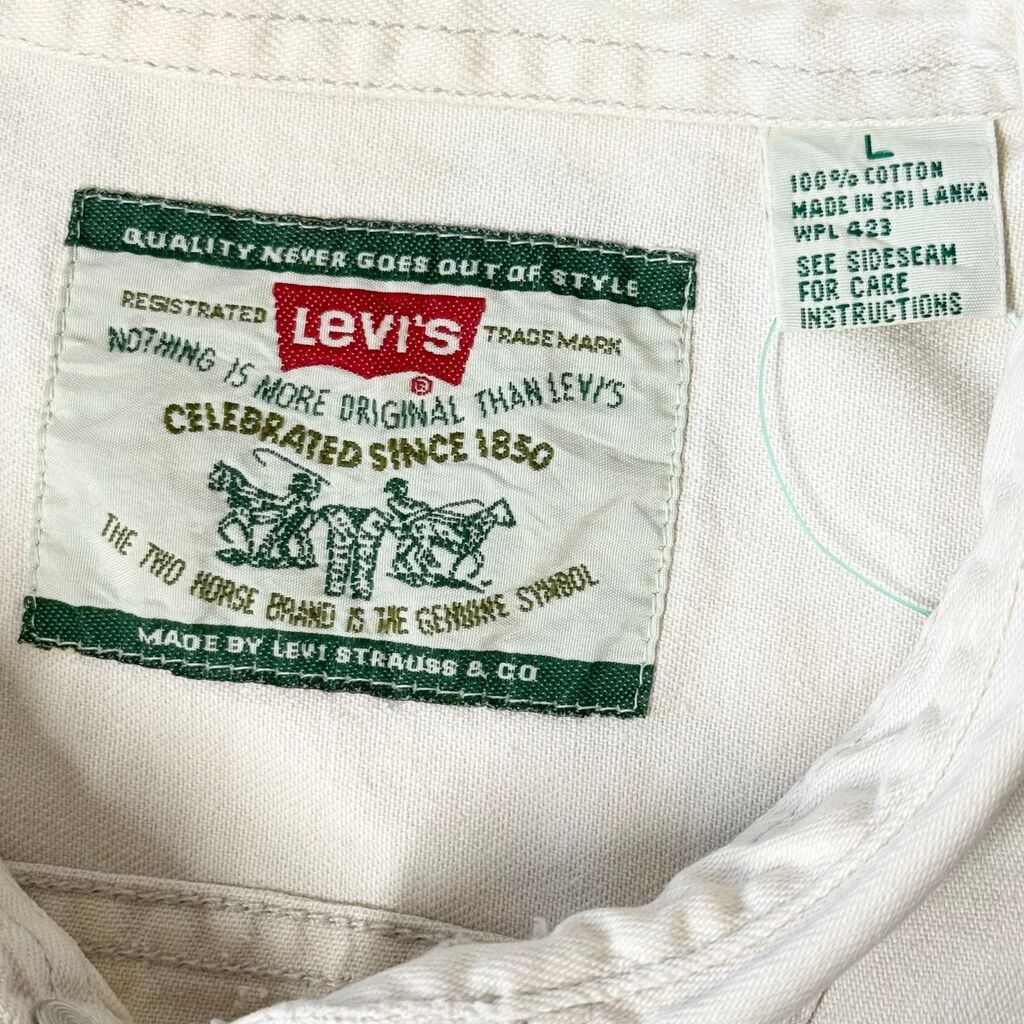 QUALITY NEVER GOES OUT OF STYLE
REGISTRATED LEVI'S TRADEMARK
®
NOTHING IS MORE ORIGINAL THAN LEVI'S
CELEBRATED SINCE 1850
THE TWO HORSE BRAND IS THE GENUINE SYMBOL
MADE BY LEVI STRAUSS & CO
L
100% COTTON
MADE IN SRI LANKA
WPL 423
SEE SIDESEAM
FOR CARE
INSTRUCTIONS